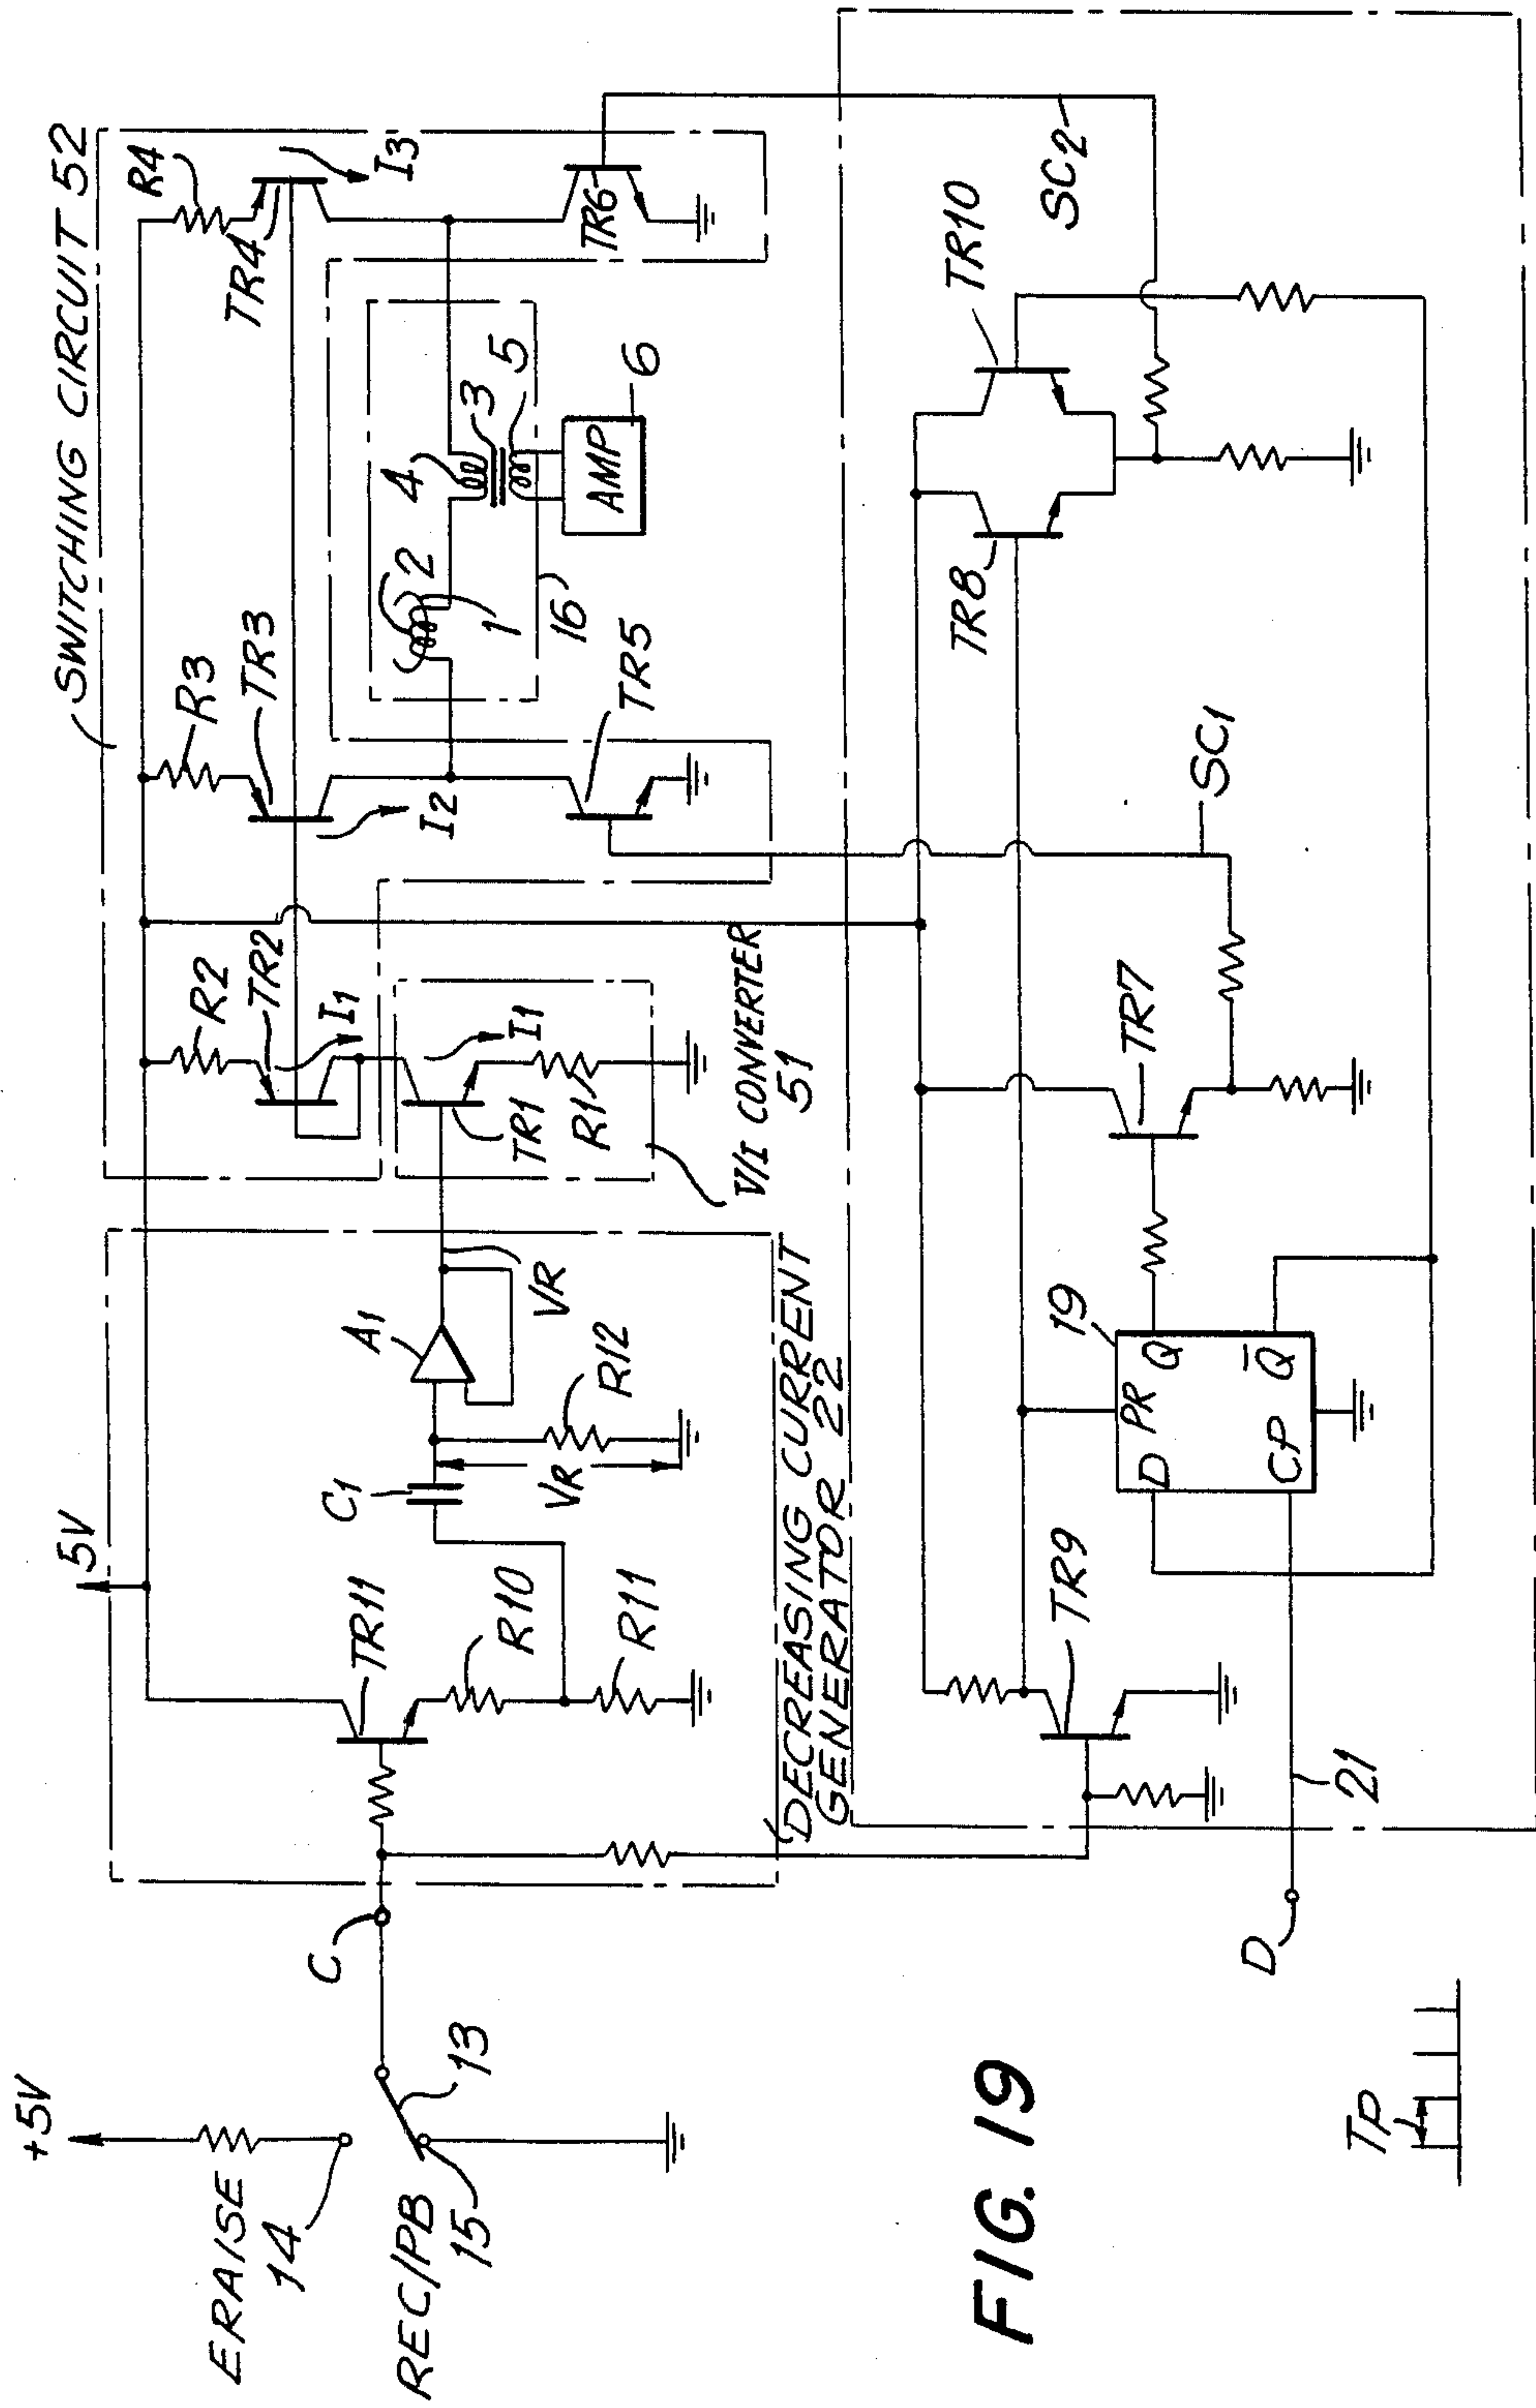 SWITCHING CIRCUIT 52
5V
+5V
ERAISE
14
REC/PB
15
13
C
TR11
R10
R11
C1
VR
R12
A1
VR
DECREASING CURRENT
GENERATOR 22
R2
TR2
I1
I1
TR1
R1
V/I CONVERTER
51
R3
TR3
I2
TR5
R4
TR4
I3
TR6
2
1
4
3
5
16
AMP
6
SC1
SC2
TR10
TR8
TR7
19
D
PR
Q
CP
Q̅
TR9
21
D
TP
FIG. 19